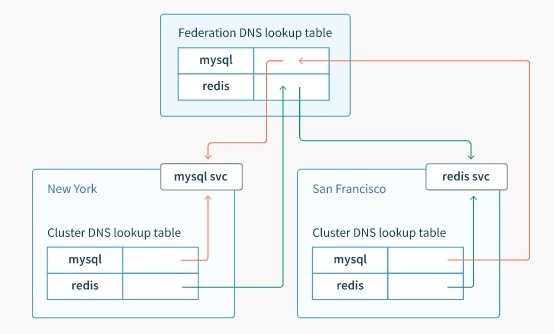 Federation DNS lookup table
mysql
redis
mysql svc
redis svc
New York
San Francisco
Cluster DNS lookup table
mysql
redis
Cluster DNS lookup table
mysql
redis